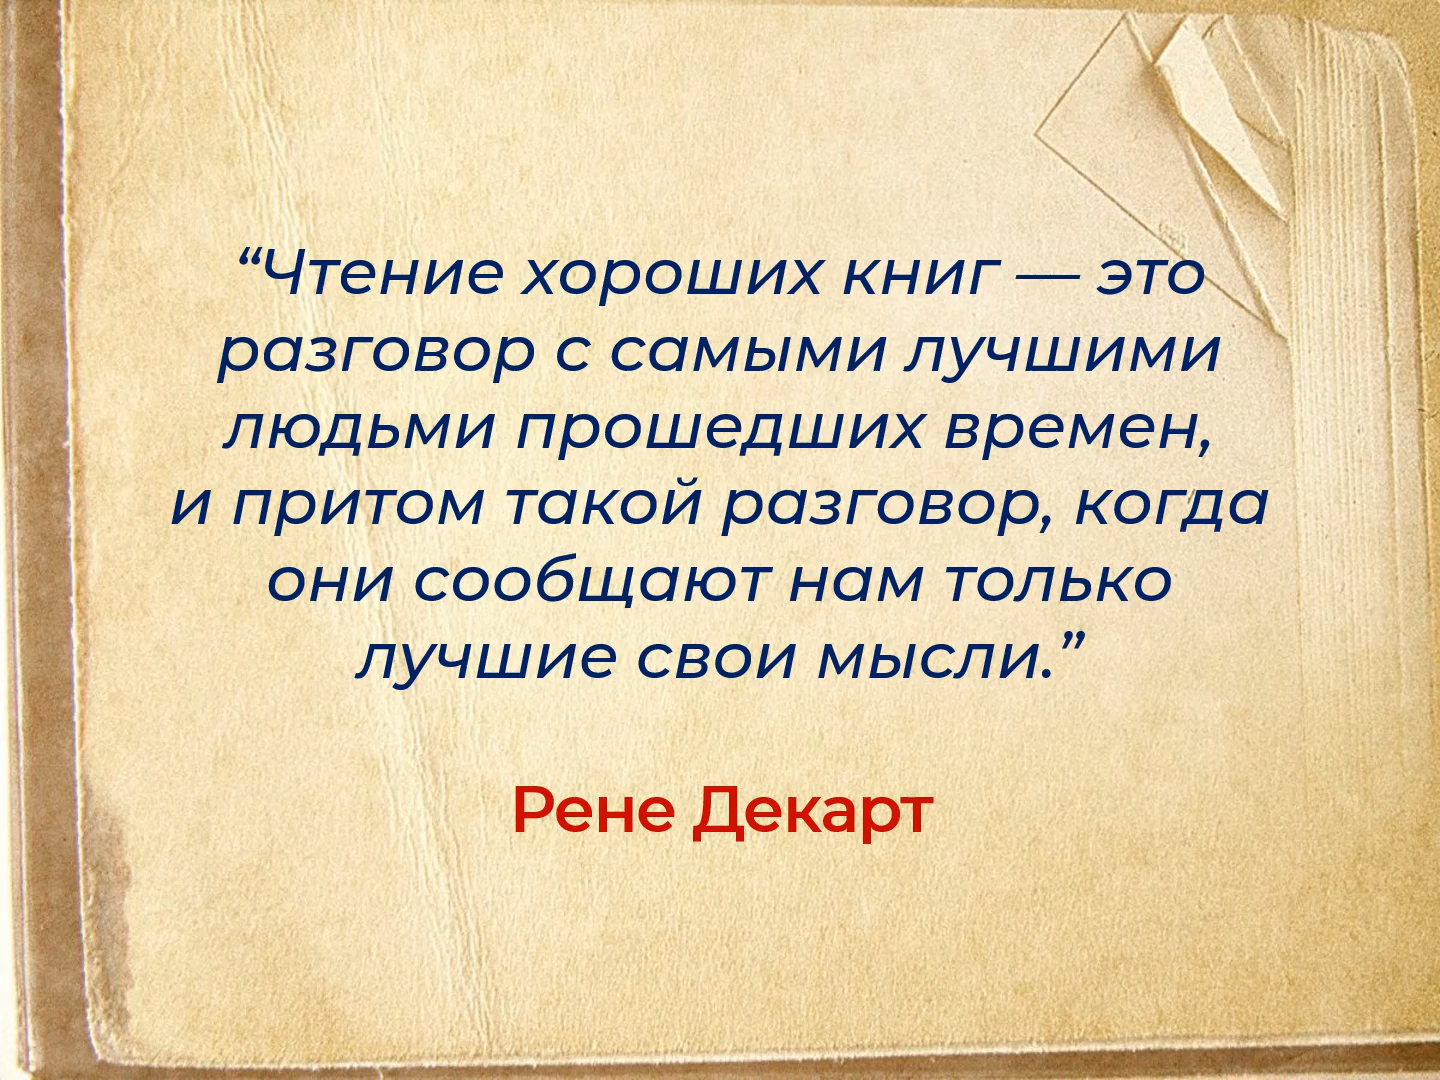 “Чтение хороших книг — это
разговор с самыми лучшими
людьми прошедших времен,
и притом такой разговор, когда
они сообщают нам только
лучшие свои мысли.”
Рене Декарт